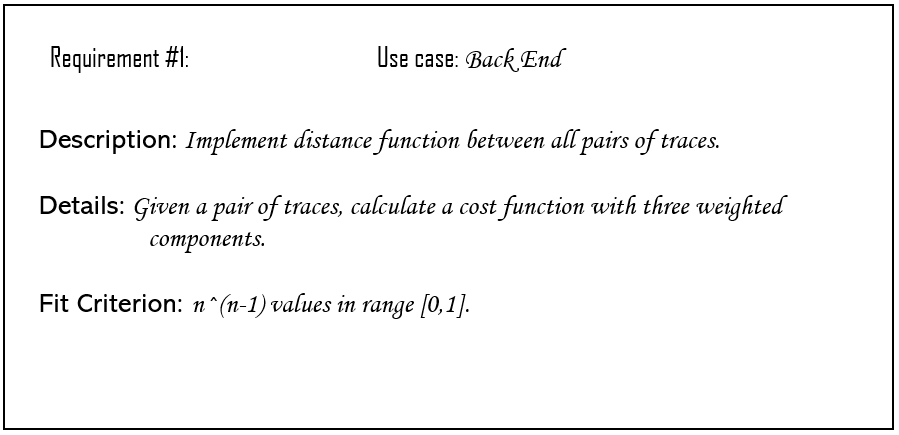 Requirement #1: Use case: Back End
Description: Implement distance function between all pairs of traces.
Details: Given a pair of traces, calculate a cost function with three weighted
components.
Fit Criterion: n^(n-1) values in range [0,1].